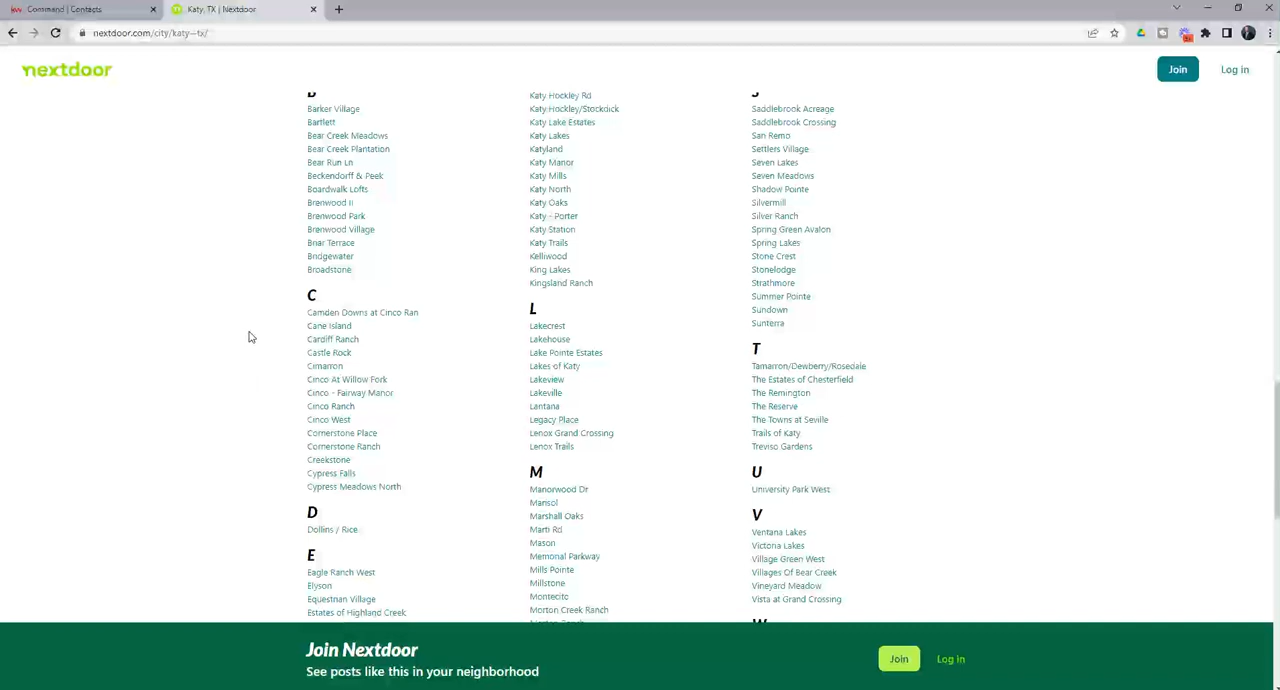 Command | Contacts
Katy, TX | Nextdoor
nextdoor.com/city/katy--tx/
nextdoor
Join
Log in
B
Barker Village
Bartlett
Bear Creek Meadows
Bear Creek Plantation
Bear Run Ln
Beckendorff & Peek
Boardwalk Lofts
Brenwood Ii
Brenwood Park
Brenwood Village
Briar Terrace
Bridgewater
Broadstone
C
Camden Downs at Cinco Ran
Cane Island
Cardiff Ranch
Castle Rock
Cimarron
Cinco At Willow Fork
Cinco - Fairway Manor
Cinco Ranch
Cinco West
Cornerstone Place
Cornerstone Ranch
Creekstone
Cypress Falls
Cypress Meadows North
D
Dollins / Rice
E
Eagle Ranch West
Elyson
Equestrian Village
Estates of Highland Creek
Katy Hockley Rd
Katy Hockley/Stockdick
Katy Lake Estates
Katy Lakes
Katyland
Katy Manor
Katy Mills
Katy North
Katy Oaks
Katy - Porter
Katy Station
Katy Trails
Kelliwood
King Lakes
Kingsland Ranch
L
Lakecrest
Lakehouse
Lake Pointe Estates
Lakes of Katy
Lakeview
Lakeville
Lantana
Legacy Place
Lenox Grand Crossing
Lenox Trails
M
Manorwood Dr
Marisol
Marshall Oaks
Marti Rd
Mason
Memorial Parkway
Mills Pointe
Millstone
Montecito
Morton Creek Ranch
S
Saddlebrook Acreage
Saddlebrook Crossing
San Remo
Settlers Village
Seven Lakes
Seven Meadows
Shadow Pointe
Silvermill
Silver Ranch
Spring Green Avalon
Spring Lakes
Stone Crest
Stonelodge
Strathmore
Summer Pointe
Sundown
Sunterra
T
Tamarron/Dewberry/Rosedale
The Estates of Chesterfield
The Remington
The Reserve
The Towns at Seville
Trails of Katy
Treviso Gardens
U
University Park West
V
Ventana Lakes
Victoria Lakes
Village Green West
Villages Of Bear Creek
Vineyard Meadow
Vista at Grand Crossing
W
Join Nextdoor
See posts like this in your neighborhood
Join
Log in